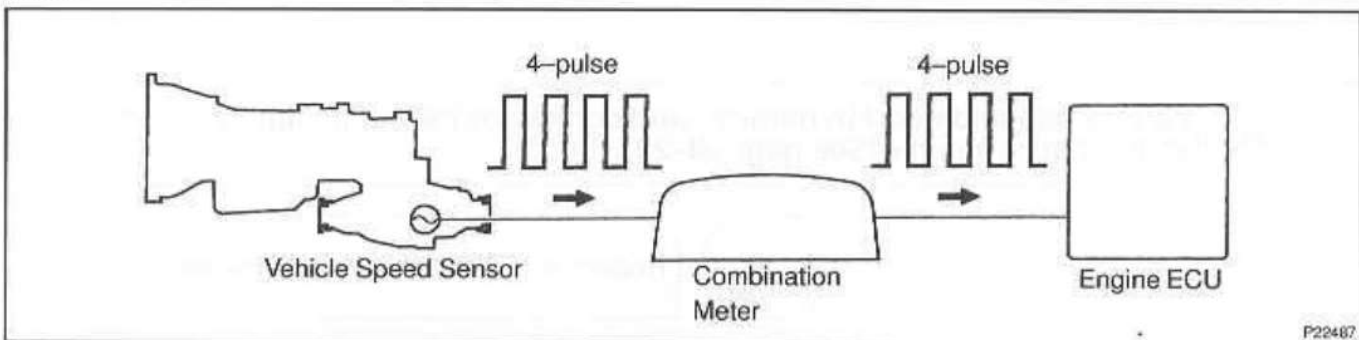 4–pulse
4–pulse
Vehicle Speed Sensor
Combination
Meter
Engine ECU
P22487